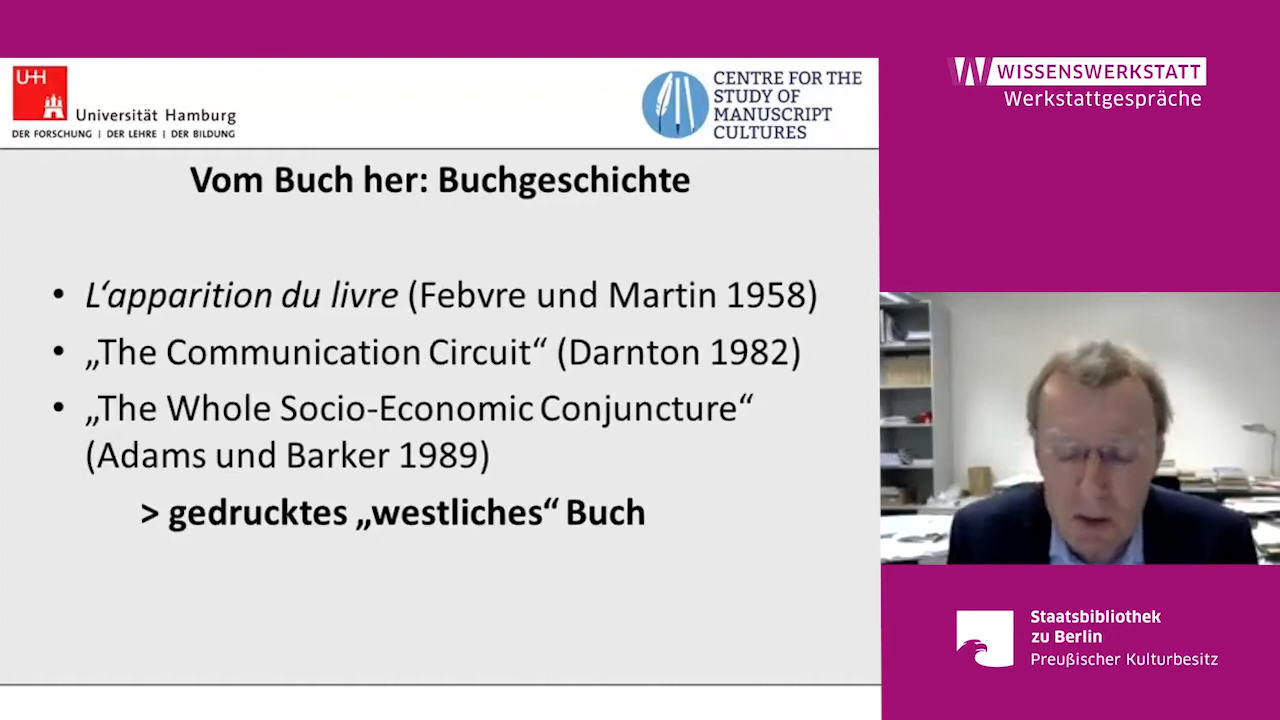 UHH
Universität Hamburg
DER FORSCHUNG | DER LEHRE | DER BILDUNG
CENTRE FOR THE
STUDY OF
MANUSCRIPT
CULTURES
Vom Buch her: Buchgeschichte
• L‘apparition du livre (Febvre und Martin 1958)
• „The Communication Circuit“ (Darnton 1982)
• „The Whole Socio-Economic Conjuncture“
(Adams und Barker 1989)
> gedrucktes „westliches“ Buch
W WISSENSWERKSTATT
Werkstattgespräche
Staatsbibliothek
zu Berlin
Preußischer Kulturbesitz